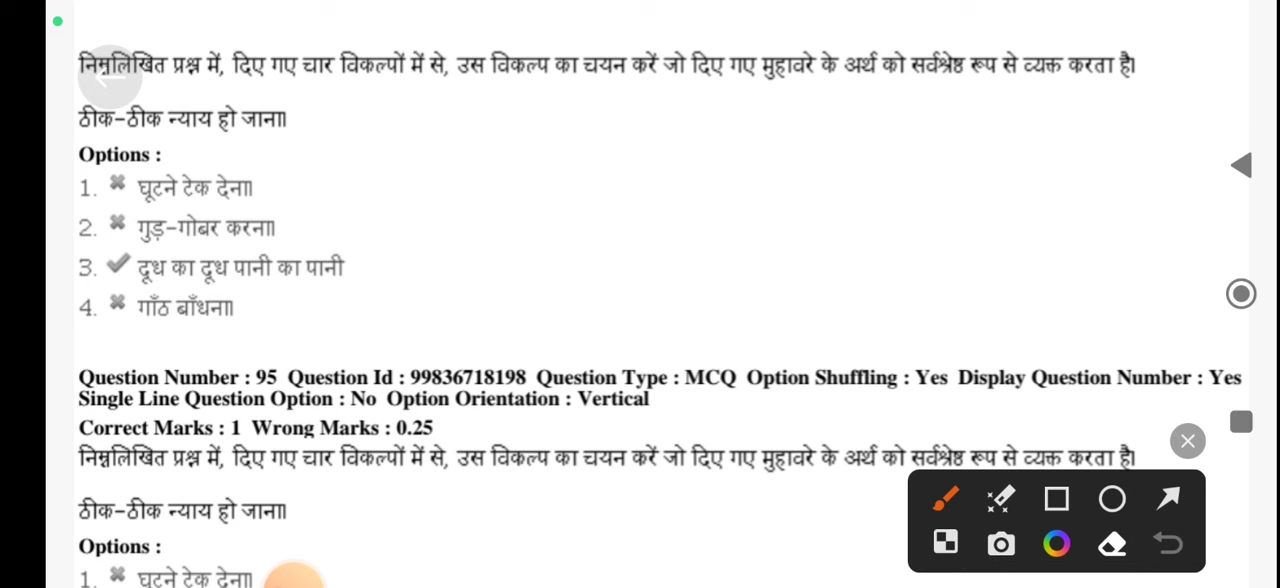 निम्नलिखित प्रश्न में, दिए गए चार विकल्पों में से, उस विकल्प का चयन करें जो दिए गए मुहावरे के अर्थ को सर्वश्रेष्ठ रूप से व्यक्त करता है।
ठीक-ठीक न्याय हो जाना।
Options :
1. घूटने टेक देना।
2. गुड़-गोबर करना।
3. दूध का दूध पानी का पानी
4. गाँठ बाँधना।
Question Number : 95 Question Id : 99836718198 Question Type : MCQ Option Shuffling : Yes Display Question Number : Yes
Single Line Question Option : No Option Orientation : Vertical
Correct Marks : 1 Wrong Marks : 0.25
निम्नलिखित प्रश्न में, दिए गए चार विकल्पों में से, उस विकल्प का चयन करें जो दिए गए मुहावरे के अर्थ को सर्वश्रेष्ठ रूप से व्यक्त करता है।
ठीक-ठीक न्याय हो जाना।
Options :
1. घूटने टेक देना।